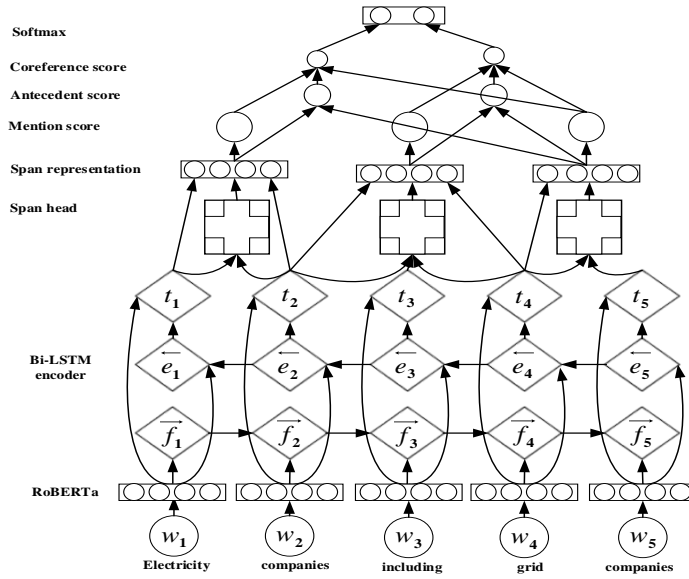 Softmax
Coreference score
Antecedent score
Mention score
Span representation
Span head
t₁ t₂ t₃ t₄ t₅
Bi-LSTM
encoder
e₁ e₂ e₃ e₄ e₅
f₁ f₂ f₃ f₄ f₅
RoBERTa
w₁ w₂ w₃ w₄ w₅
Electricity companies including grid companies